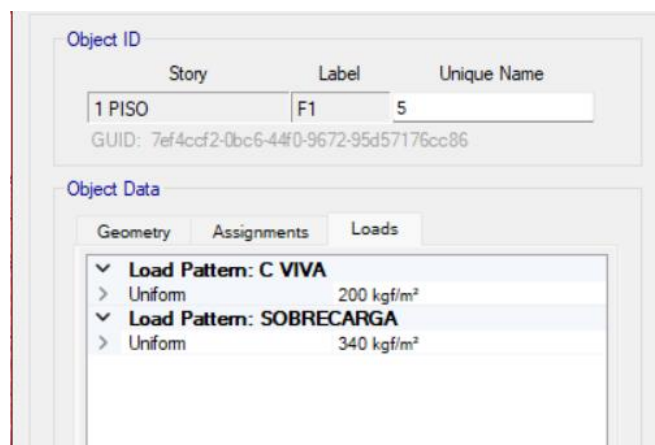 Object ID
Story Label Unique Name
1 PISO F1 5
GUID: 7ef4ccf2-0bc6-44f0-9672-95d57176cc86
Object Data
Geometry Assignments Loads
Load Pattern: C VIVA
Uniform 200 kgf/m²
Load Pattern: SOBRECARGA
Uniform 340 kgf/m²